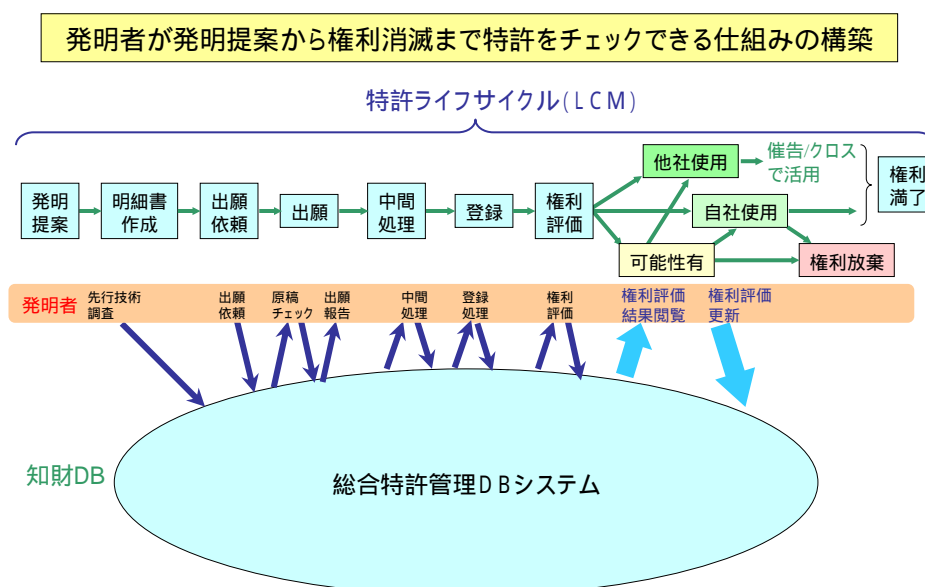 発明者が発明提案から権利消滅まで特許をチェックできる仕組みの構築
特許ライフサイクル(LCM)
発明
提案
明細書
作成
出願
依頼
出願
中間
処理
登録
権利
評価
他社使用
催告/クロス
で活用
自社使用
可能性有
権利放棄
権利
満了
発明者
先行技術
調査
出願
依頼
原稿
チェック
出願
報告
中間
処理
登録
処理
権利
評価
権利評価
結果閲覧
権利評価
更新
知財DB
総合特許管理DBシステム